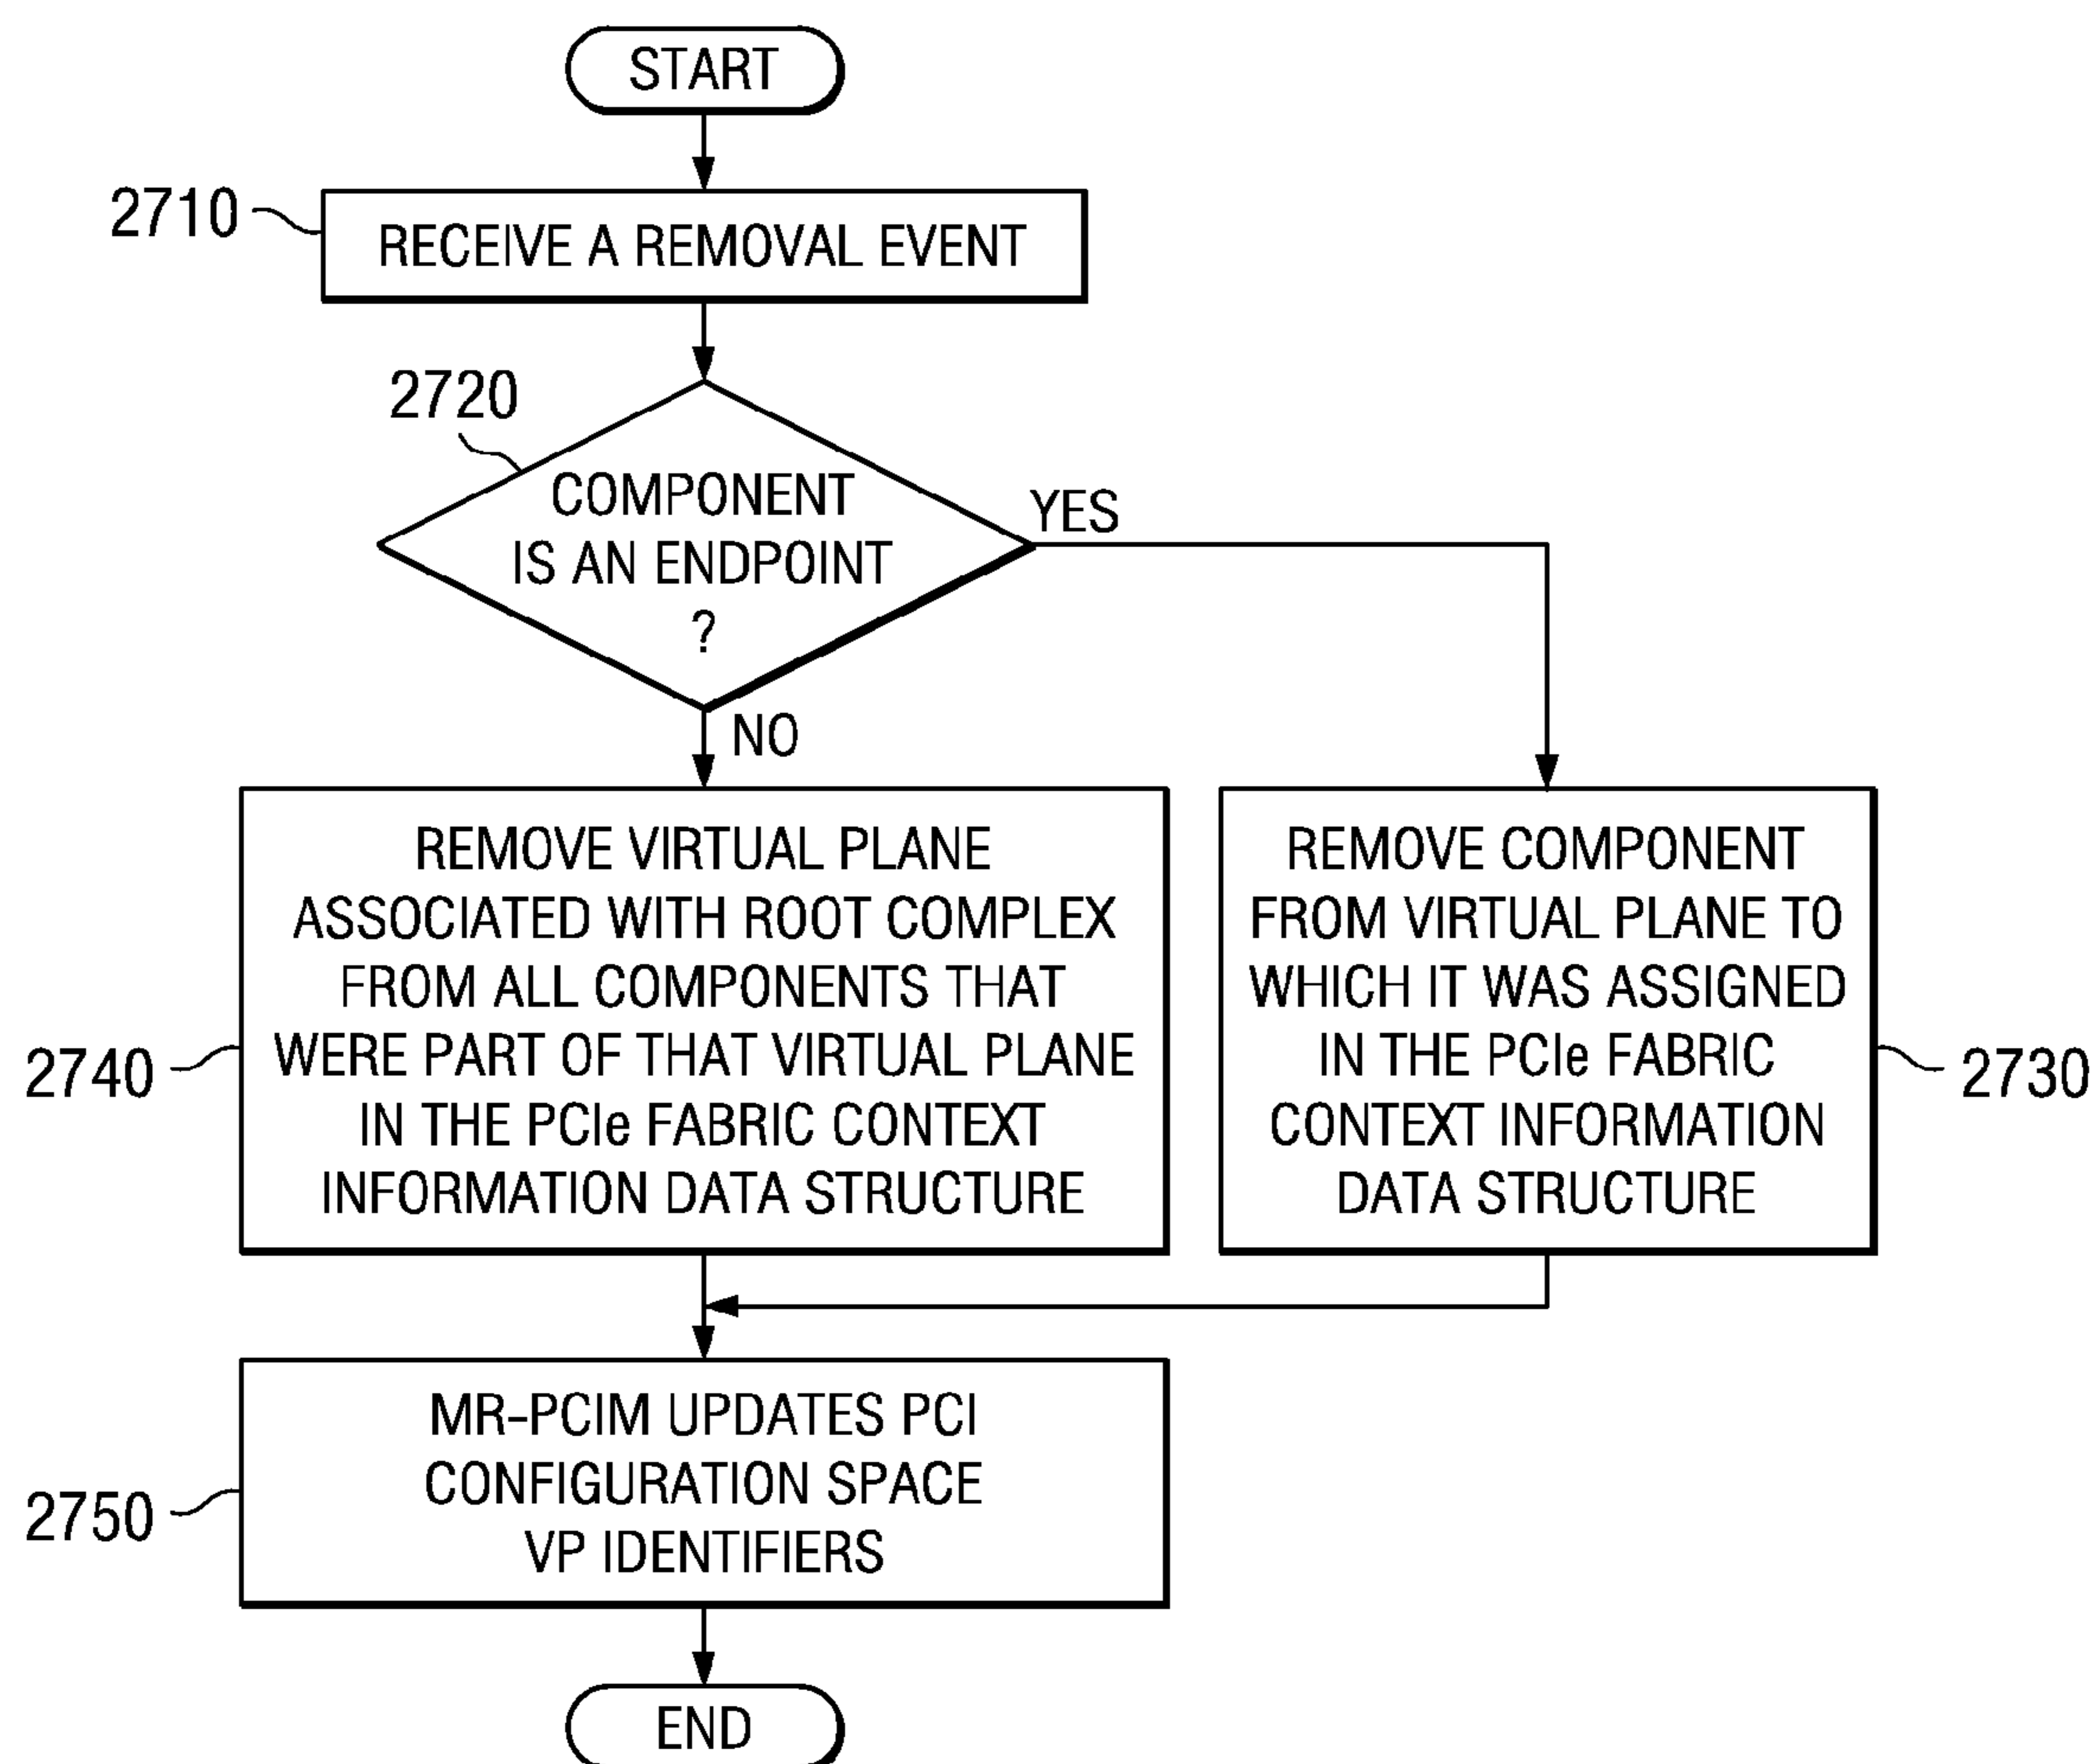 START
2710
RECEIVE A REMOVAL EVENT
2720
COMPONENT
IS AN ENDPOINT
?
YES
NO
2740
REMOVE VIRTUAL PLANE
ASSOCIATED WITH ROOT COMPLEX
FROM ALL COMPONENTS THAT
WERE PART OF THAT VIRTUAL PLANE
IN THE PCIe FABRIC CONTEXT
INFORMATION DATA STRUCTURE
REMOVE COMPONENT
FROM VIRTUAL PLANE TO
WHICH IT WAS ASSIGNED
IN THE PCIe FABRIC
CONTEXT INFORMATION
DATA STRUCTURE
2730
2750
MR-PCIM UPDATES PCI
CONFIGURATION SPACE
VP IDENTIFIERS
END